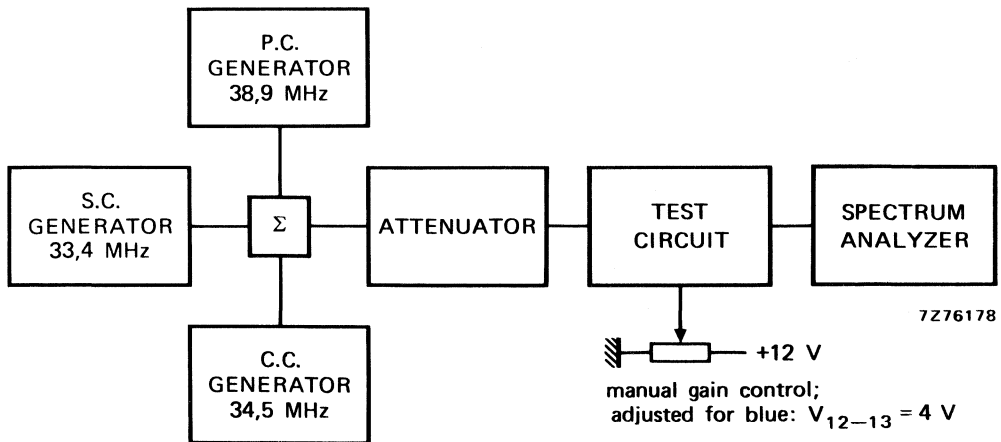 P.C.
GENERATOR
38,9 MHz
S.C.
GENERATOR
33,4 MHz
Σ
ATTENUATOR
TEST
CIRCUIT
SPECTRUM
ANALYZER
7Z76178
+12 V
C.C.
GENERATOR
34,5 MHz
manual gain control;
adjusted for blue: V12–13 = 4 V